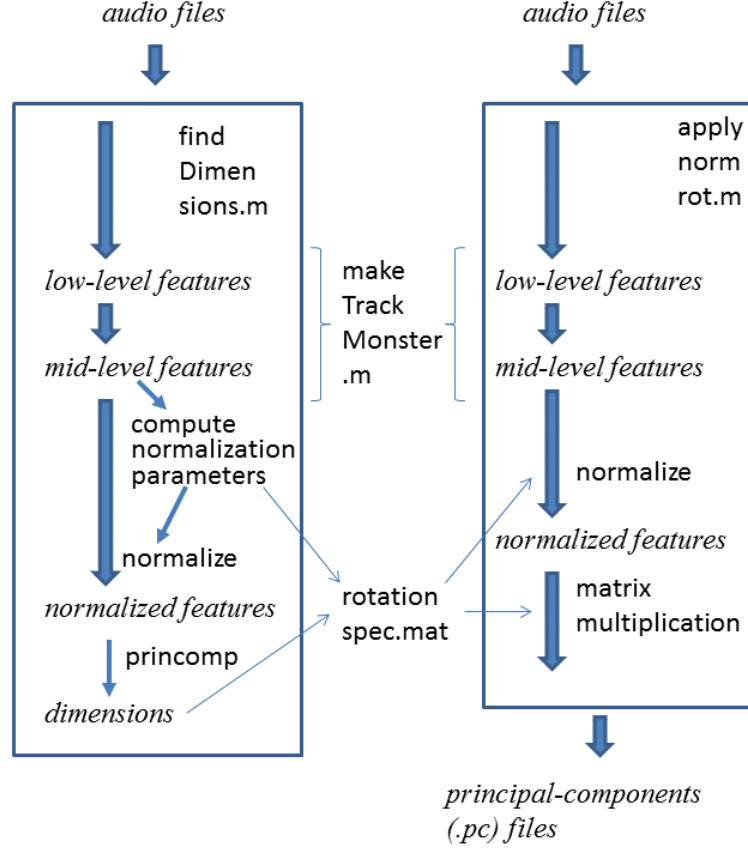 audio files
find
Dimen
sions.m
low-level features
mid-level features
compute
normalization
parameters
normalize
normalized features
princomp
dimensions
make
Track
Monster
.m
rotation
spec.mat
audio files
apply
norm
rot.m
low-level features
mid-level features
normalize
normalized features
matrix
multiplication
principal-components
(.pc) files